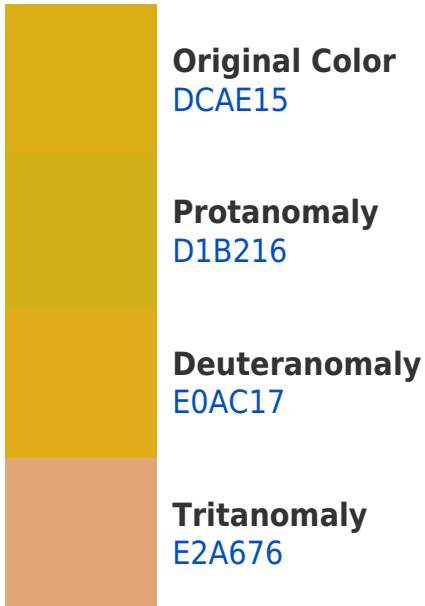 Original Color
DCAE15
Protanomaly
D1B216
Deuteranomaly
E0AC17
Tritanomaly
E2A676